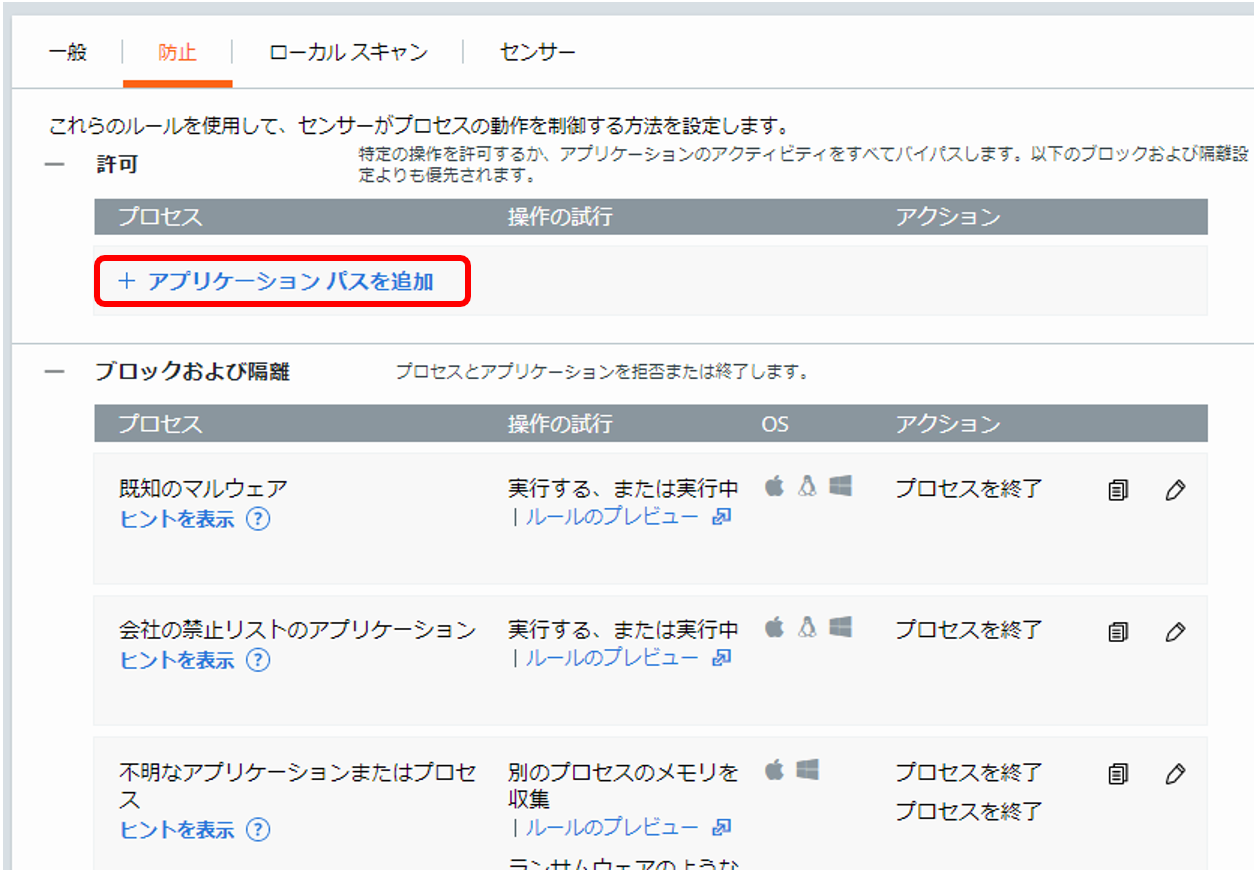 一般 防止 ローカル スキャン センサー
これらのルールを使用して、センサーがプロセスの動作を制御する方法を設定します。
許可
特定の操作を許可するか、アプリケーションのアクティビティをすべてバイパスします。以下のブロックおよび隔離設
定よりも優先されます。
プロセス 操作の試行 アクション
+ アプリケーション パスを追加
ブロックおよび隔離 プロセスとアプリケーションを拒否または終了します。
プロセス 操作の試行 OS アクション
既知のマルウェア 実行する、または実行中 プロセスを終了
ヒントを表示 ? | ルールのプレビュー
会社の禁止リストのアプリケーション 実行する、または実行中 プロセスを終了
ヒントを表示 ? | ルールのプレビュー
不明なアプリケーションまたはプロセ 別のプロセスのメモリを プロセスを終了
ス 収集 プロセスを終了
ヒントを表示 ? | ルールのプレビュー
ランサムウェアのような